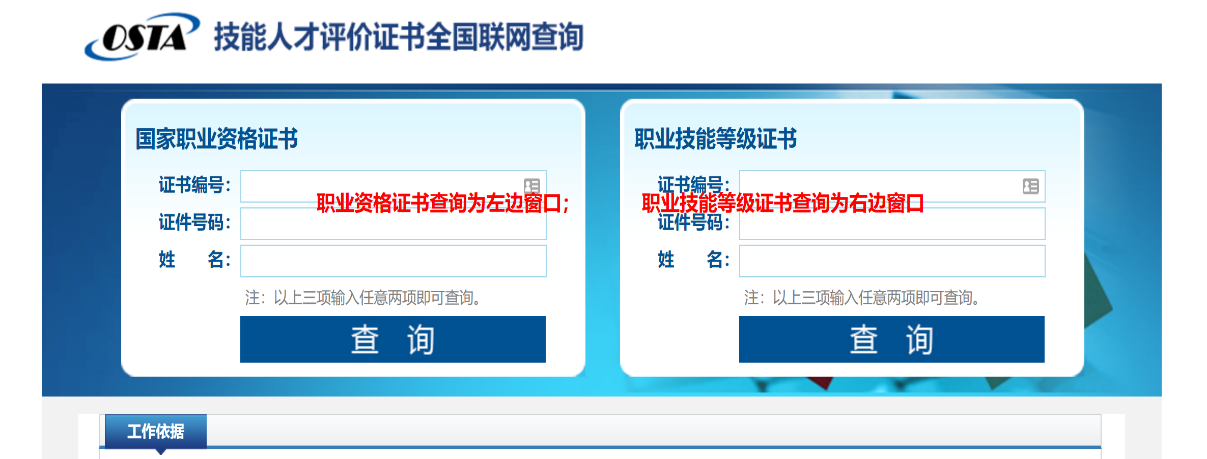 OSTA 技能人才评价证书全国联网查询
国家职业资格证书
证书编号：
职业资格证书查询为左边窗口；
证件号码：
姓 名：
注：以上三项输入任意两项即可查询。
查 询
职业技能等级证书
证书编号：
职业技能等级证书查询为右边窗口
证件号码：
姓 名：
注：以上三项输入任意两项即可查询。
查 询
工作依据